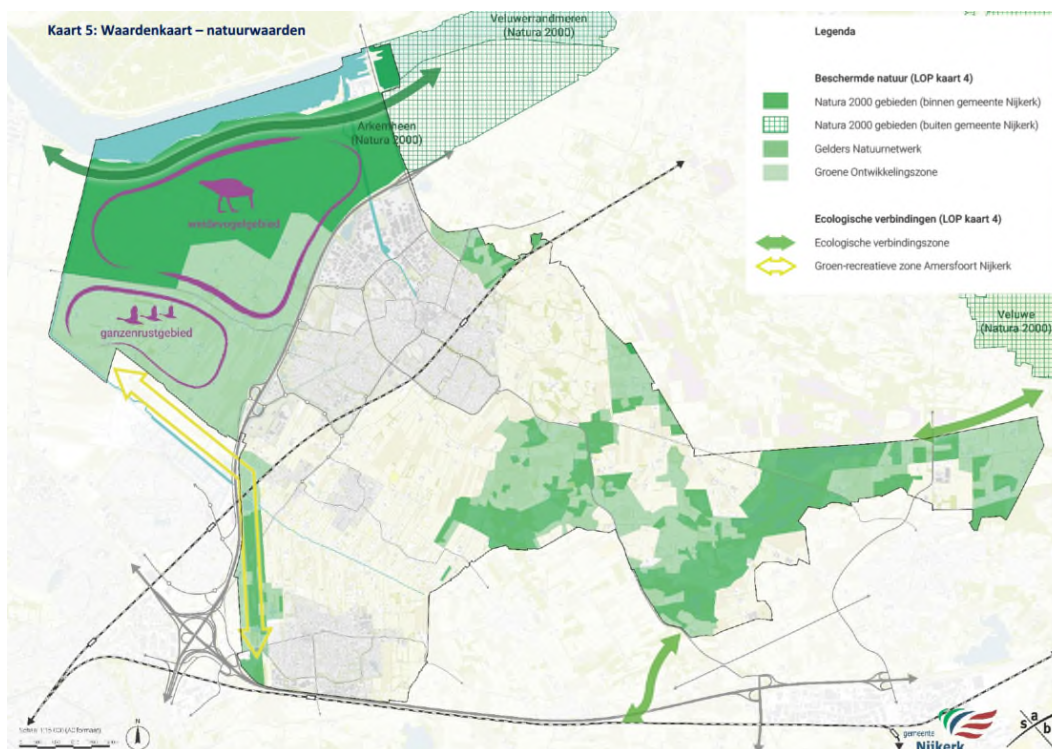 Kaart 5: Waardenkaart – natuurwaarden
Veluwerrandmeren
(Natura 2000)
Arkemheen
(Natura 2000)
weidevogelgebied
ganzenrustgebied
Veluwe
(Natura 2000)
Legenda
Beschermde natuur (LOP kaart 4)
Natura 2000 gebieden (binnen gemeente Nijkerk)
Natura 2000 gebieden (buiten gemeente Nijkerk)
Gelders Natuurnetwerk
Groene Ontwikkelingszone
Ecologische verbindingen (LOP kaart 4)
Ecologische verbindingszone
Groen-recreatieve zone Amersfoort Nijkerk
N
gemeente
Nijkerk
s a b